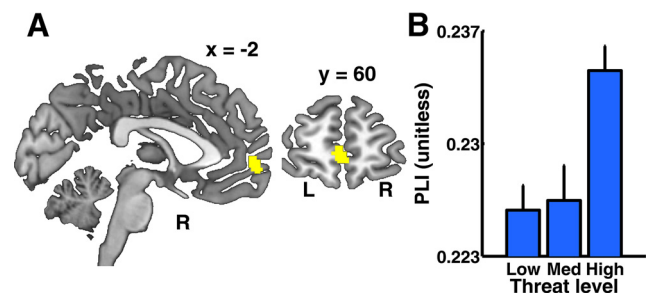 A
x = -2
y = 60
L
R
R
B
PLI (unitless)
0.237
0.23
0.223
Low Med High
Threat level